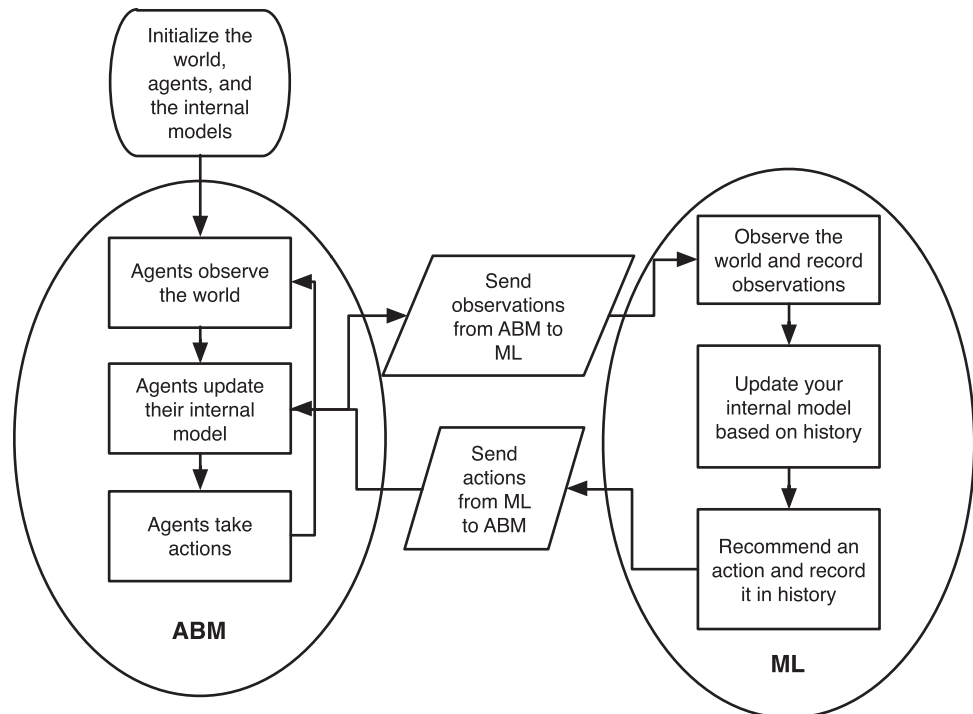 Initialize the
world,
agents, and
the internal
models
Agents observe
the world
Agents update
their internal
model
Agents take
actions
ABM
Send
observations
from ABM to
ML
Send
actions
from ML
to ABM
Observe the
world and record
observations
Update your
internal model
based on history
Recommend an
action and record
it in history
ML